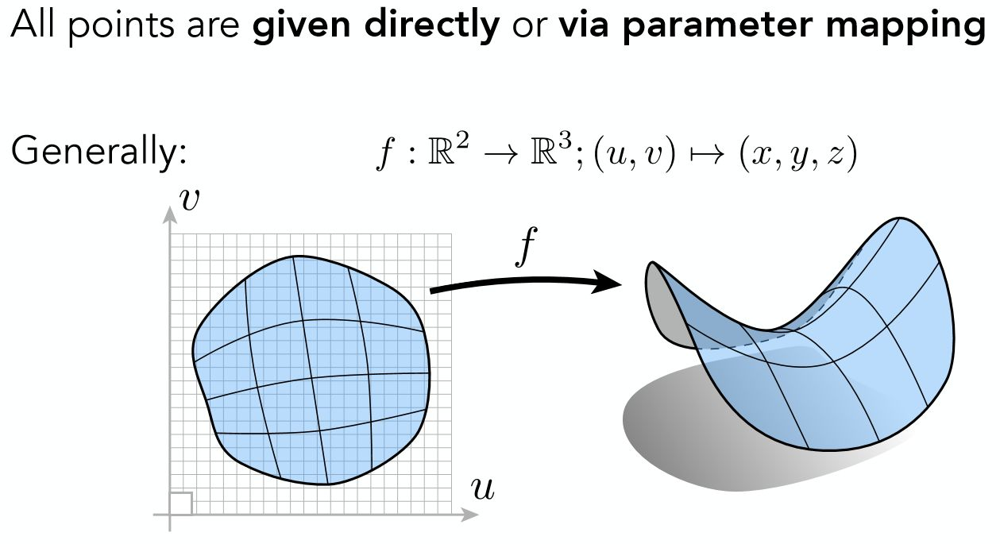 All points are given directly or via parameter mapping
Generally: f : ℝ² → ℝ³; (u, v) ↦ (x, y, z)
v
f
u